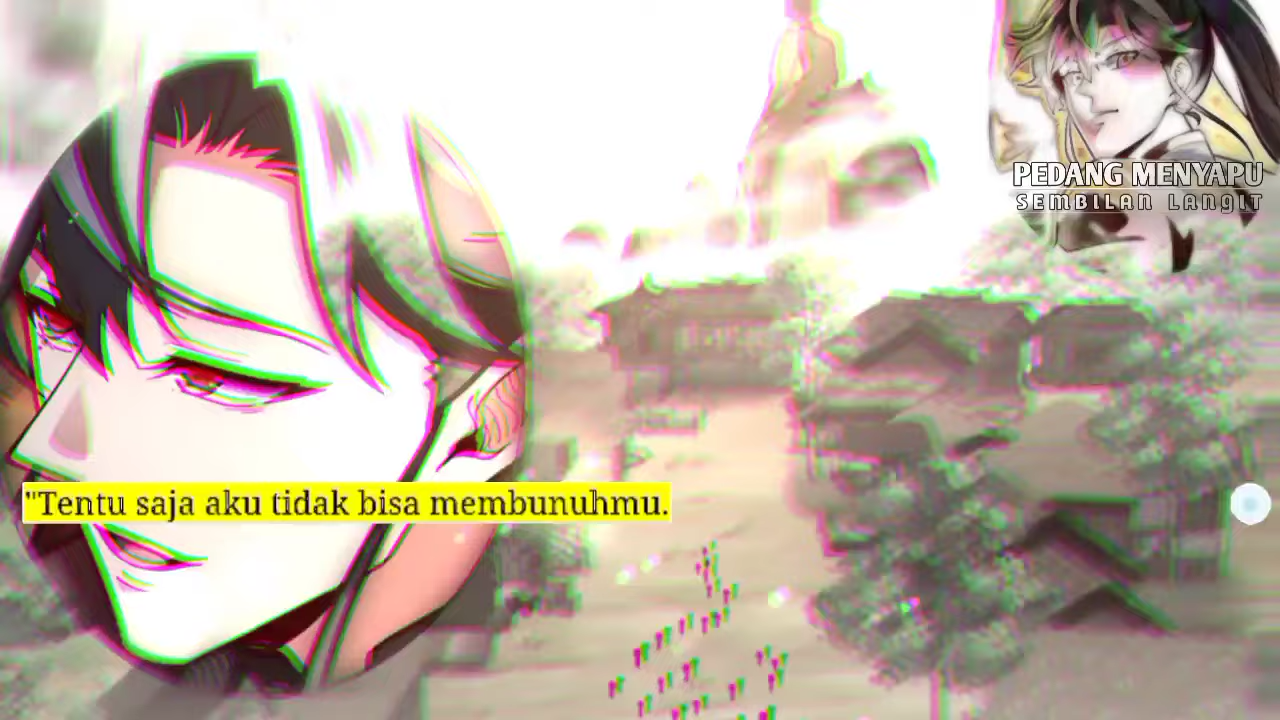 PEDANG MENYAPU
SEMBILAN LANGIT
"Tentu saja aku tidak bisa membunuhmu.